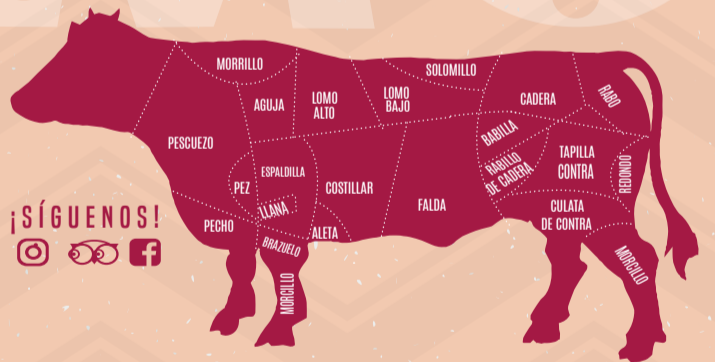 MORRILLO
SOLOMILLO
AGUJA
LOMO
ALTO
LOMO
BAJO
CADERA
RABO
PESCUEZO
BABILLA
ESPALDILLA
PEZ
COSTILLAR
RABILLO
DE CADERA
TAPILLA
CONTRA
REDONDO
LLANA
FALDA
CULATA
DE CONTRA
¡SÍGUENOS!
PECHO
ALETA
BRAZUELO
MORCILLO
MORCILLO